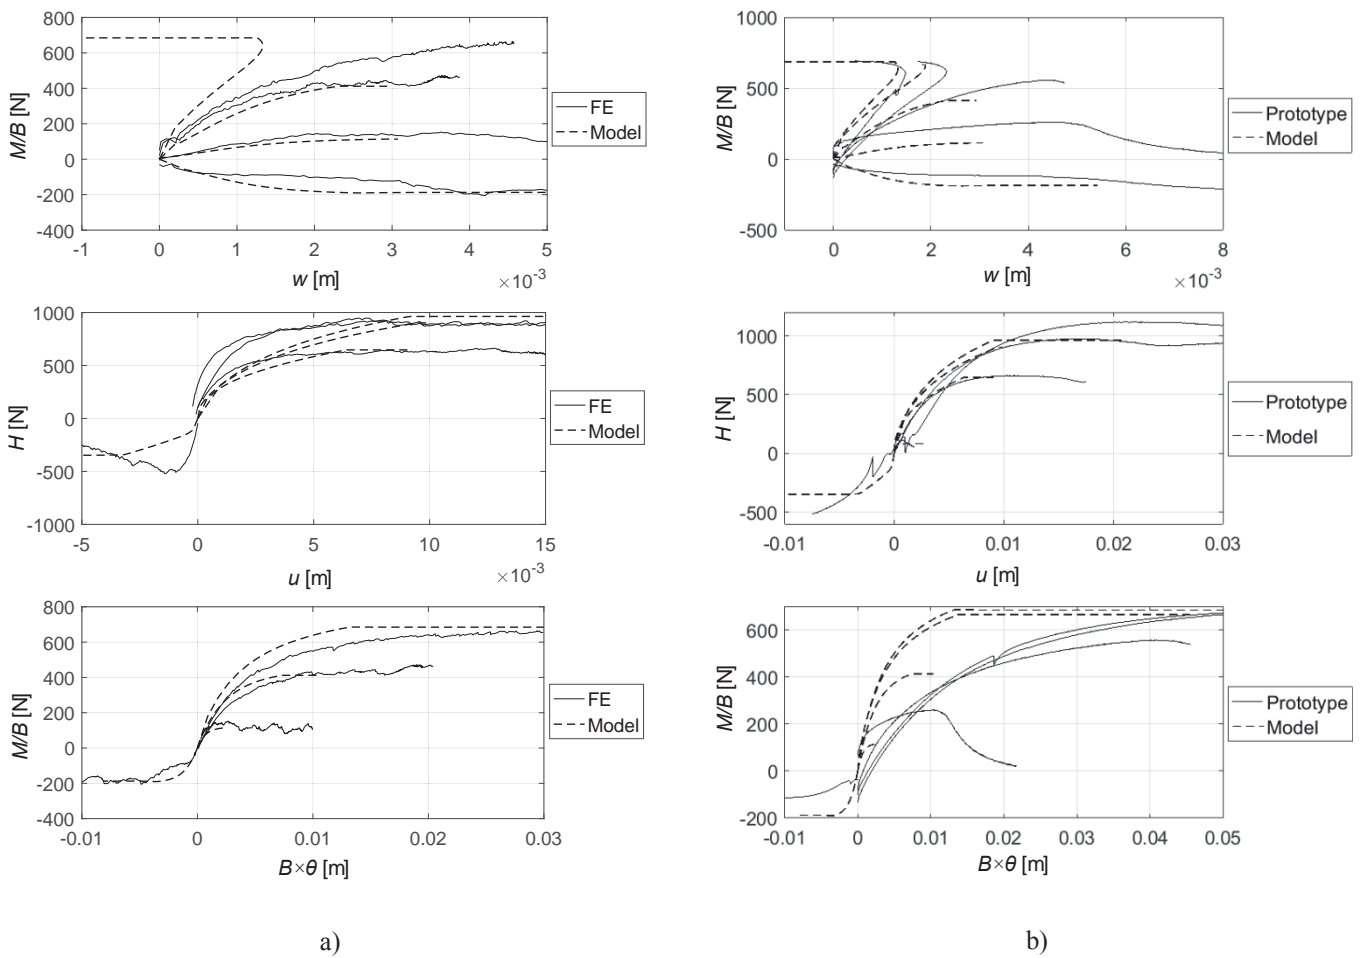 800
600
400
200
0
-200
-400
M/B [N]
-1 0 1 2 3 4 5
w [m] ×10⁻³
FE
Model
1000
500
0
-500
M/B [N]
0 2 4 6 8
w [m] ×10⁻³
Prototype
Model
1000
500
0
-500
-1000
H [N]
-5 0 5 10 15
u [m] ×10⁻³
FE
Model
1000
500
0
-500
H [N]
-0.01 0 0.01 0.02 0.03
u [m]
Prototype
Model
800
600
400
200
0
-200
-400
M/B [N]
-0.01 0 0.01 0.02 0.03
B×θ [m]
FE
Model
600
400
200
0
-200
M/B [N]
-0.01 0 0.01 0.02 0.03 0.04 0.05
B×θ [m]
Prototype
Model
a) b)